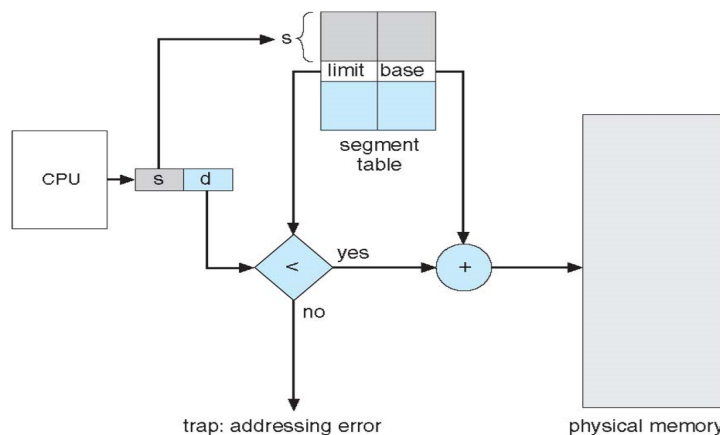 s
limit base
segment
table
CPU
s d
<
yes
+
no
trap: addressing error
physical memory